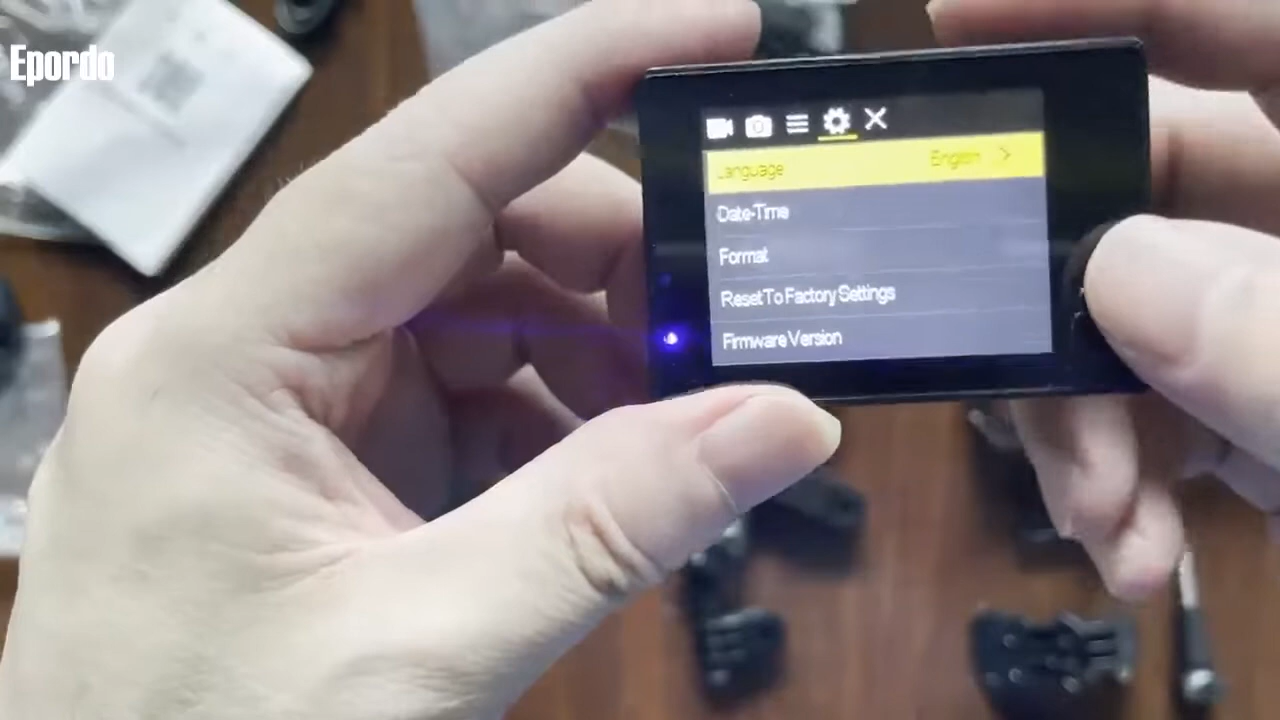 Epordo
Language English
Date-Time
Format
Reset To Factory Settings
Firmware Version